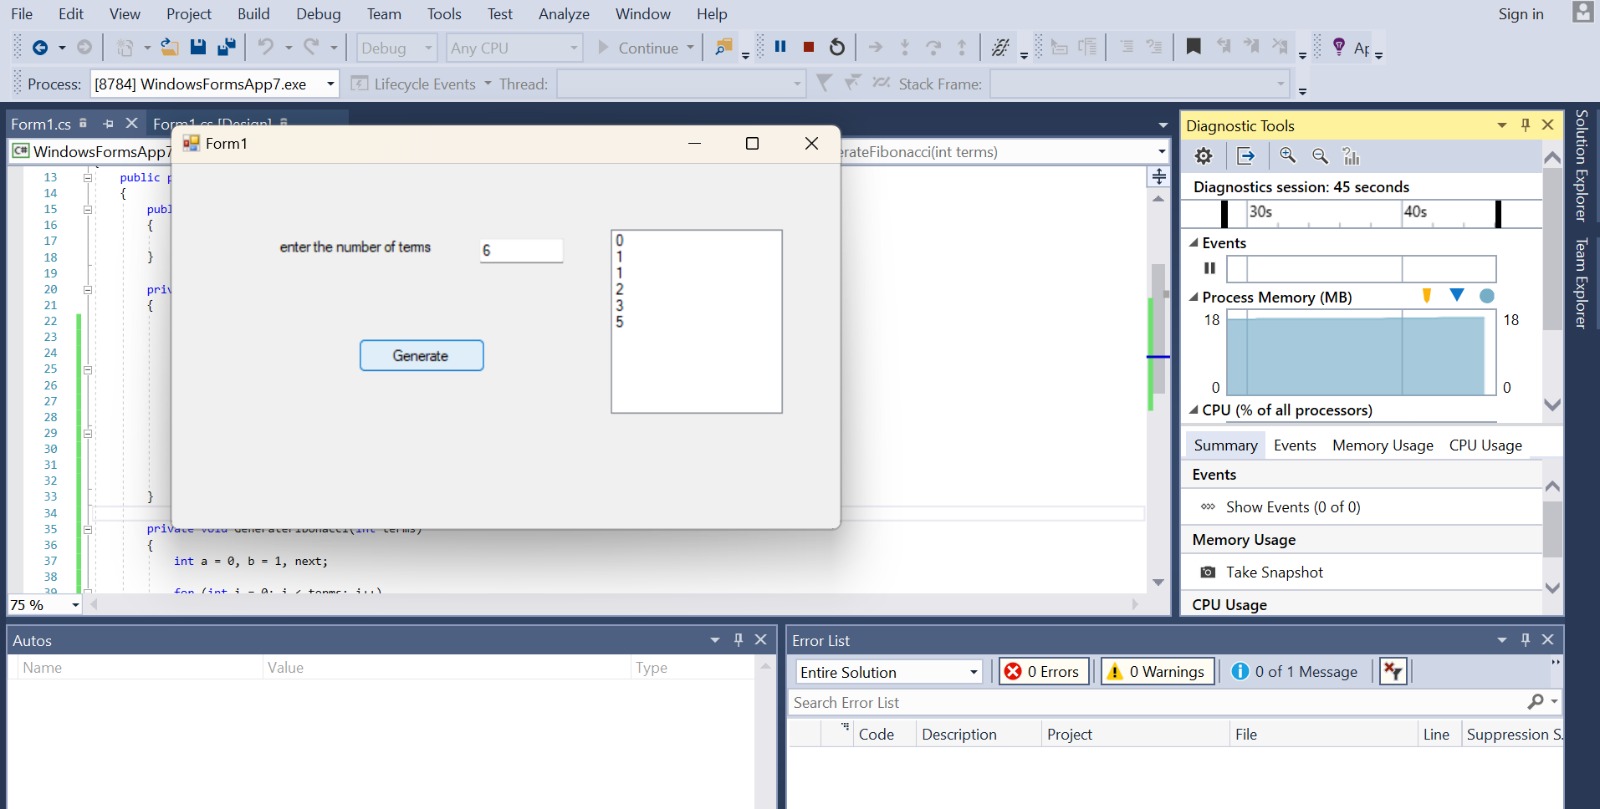 File Edit View Project Build Debug Team Tools Test Analyze Window Help Sign in
Debug Any CPU Continue
Process: [8784] WindowsFormsApp7.exe Lifecycle Events Thread: Stack Frame:
Form1.cs Form1.cs [Design]
WindowsFormsApp7
Form1
erateFibonacci(int terms)
13 public
14 {
15
16 {
17
18 }
19
20
21 {
22
23
24
25
26
27
28
29
30
31
32
33 }
34
35 private void GenerateFibonacci(int terms)
36 {
37 int a = 0, b = 1, next;
38
39 for (int i = 0; i < terms; i++)
75 %
enter the number of terms 6
Generate
0
1
1
2
3
5
Diagnostic Tools
Diagnostics session: 45 seconds
30s 40s
Events
Process Memory (MB)
18 18
0 0
CPU (% of all processors)
Summary Events Memory Usage CPU Usage
Events
Show Events (0 of 0)
Memory Usage
Take Snapshot
CPU Usage
Solution Explorer
Team Explorer
Autos
Name Value Type
Error List
Entire Solution 0 Errors 0 Warnings 0 of 1 Message
Search Error List
Code Description Project File Line Suppression S